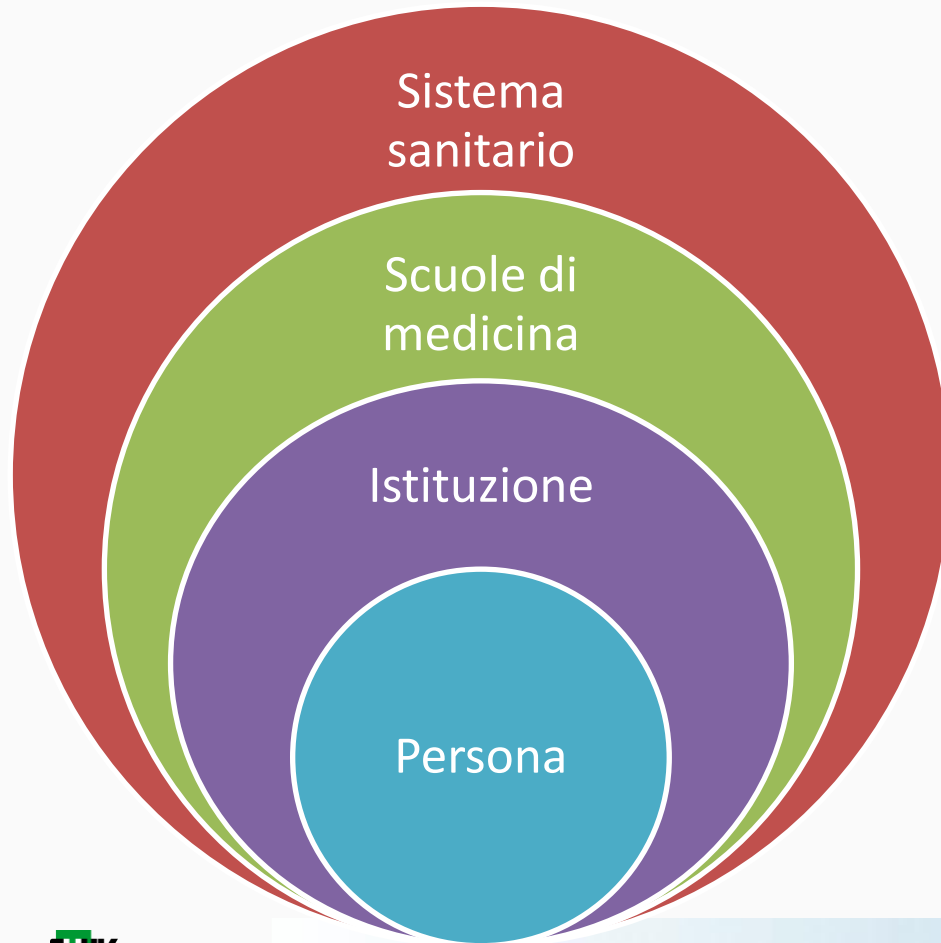 Sistema
sanitario
Scuole di
medicina
Istituzione
Persona